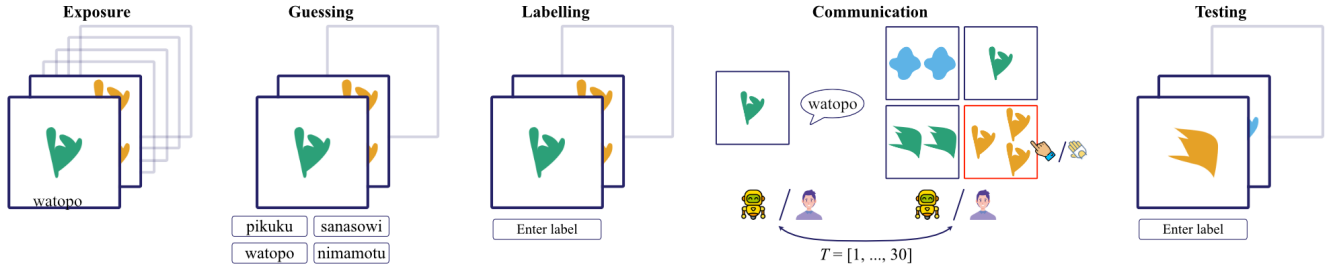 Exposure
watopo
Guessing
pikuku
sanasowi
watopo
nimamotu
Labelling
Enter label
Communication
watopo
/
/
/
T = [1, ..., 30]
Testing
Enter label